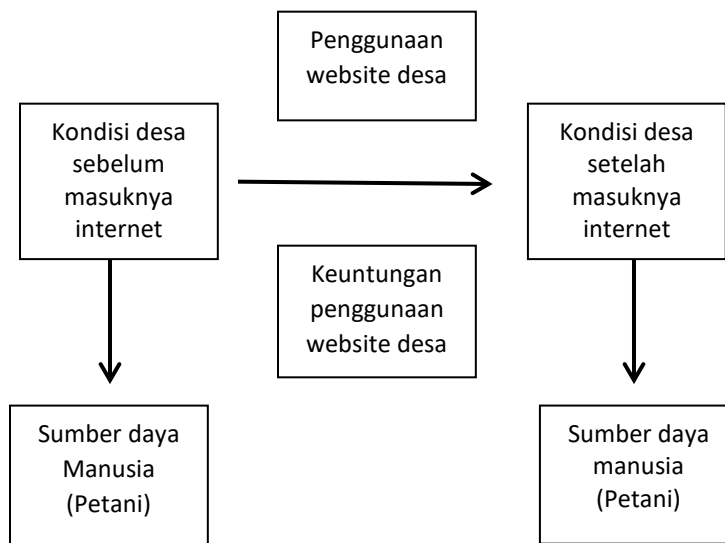 Penggunaan
website desa
Kondisi desa
sebelum
masuknya
internet
Kondisi desa
setelah
masuknya
internet
Keuntungan
penggunaan
website desa
Sumber daya
Manusia
(Petani)
Sumber daya
manusia
(Petani)